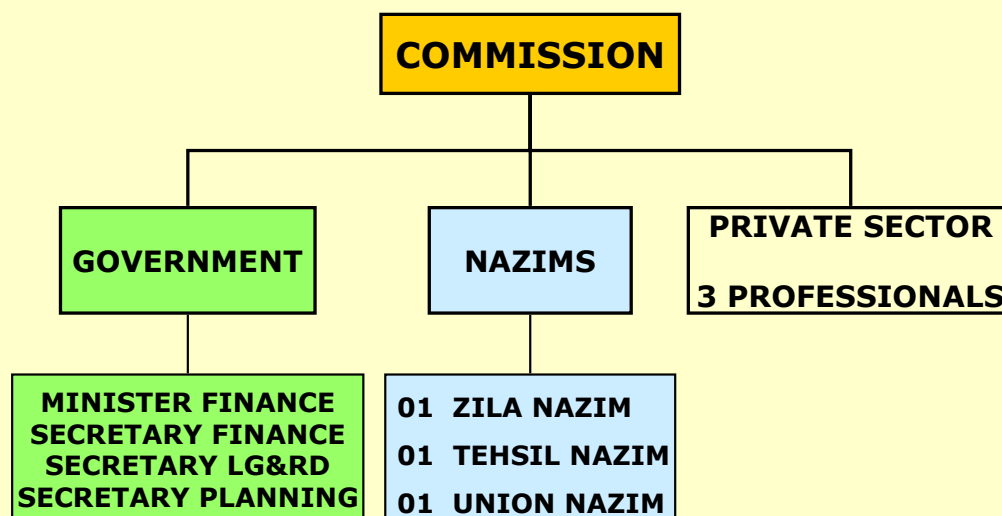 COMMISSION
GOVERNMENT
NAZIMS
PRIVATE SECTOR
3 PROFESSIONALS
MINISTER FINANCE
SECRETARY FINANCE
SECRETARY LG&RD
SECRETARY PLANNING
01 ZILA NAZIM
01 TEHSIL NAZIM
01 UNION NAZIM